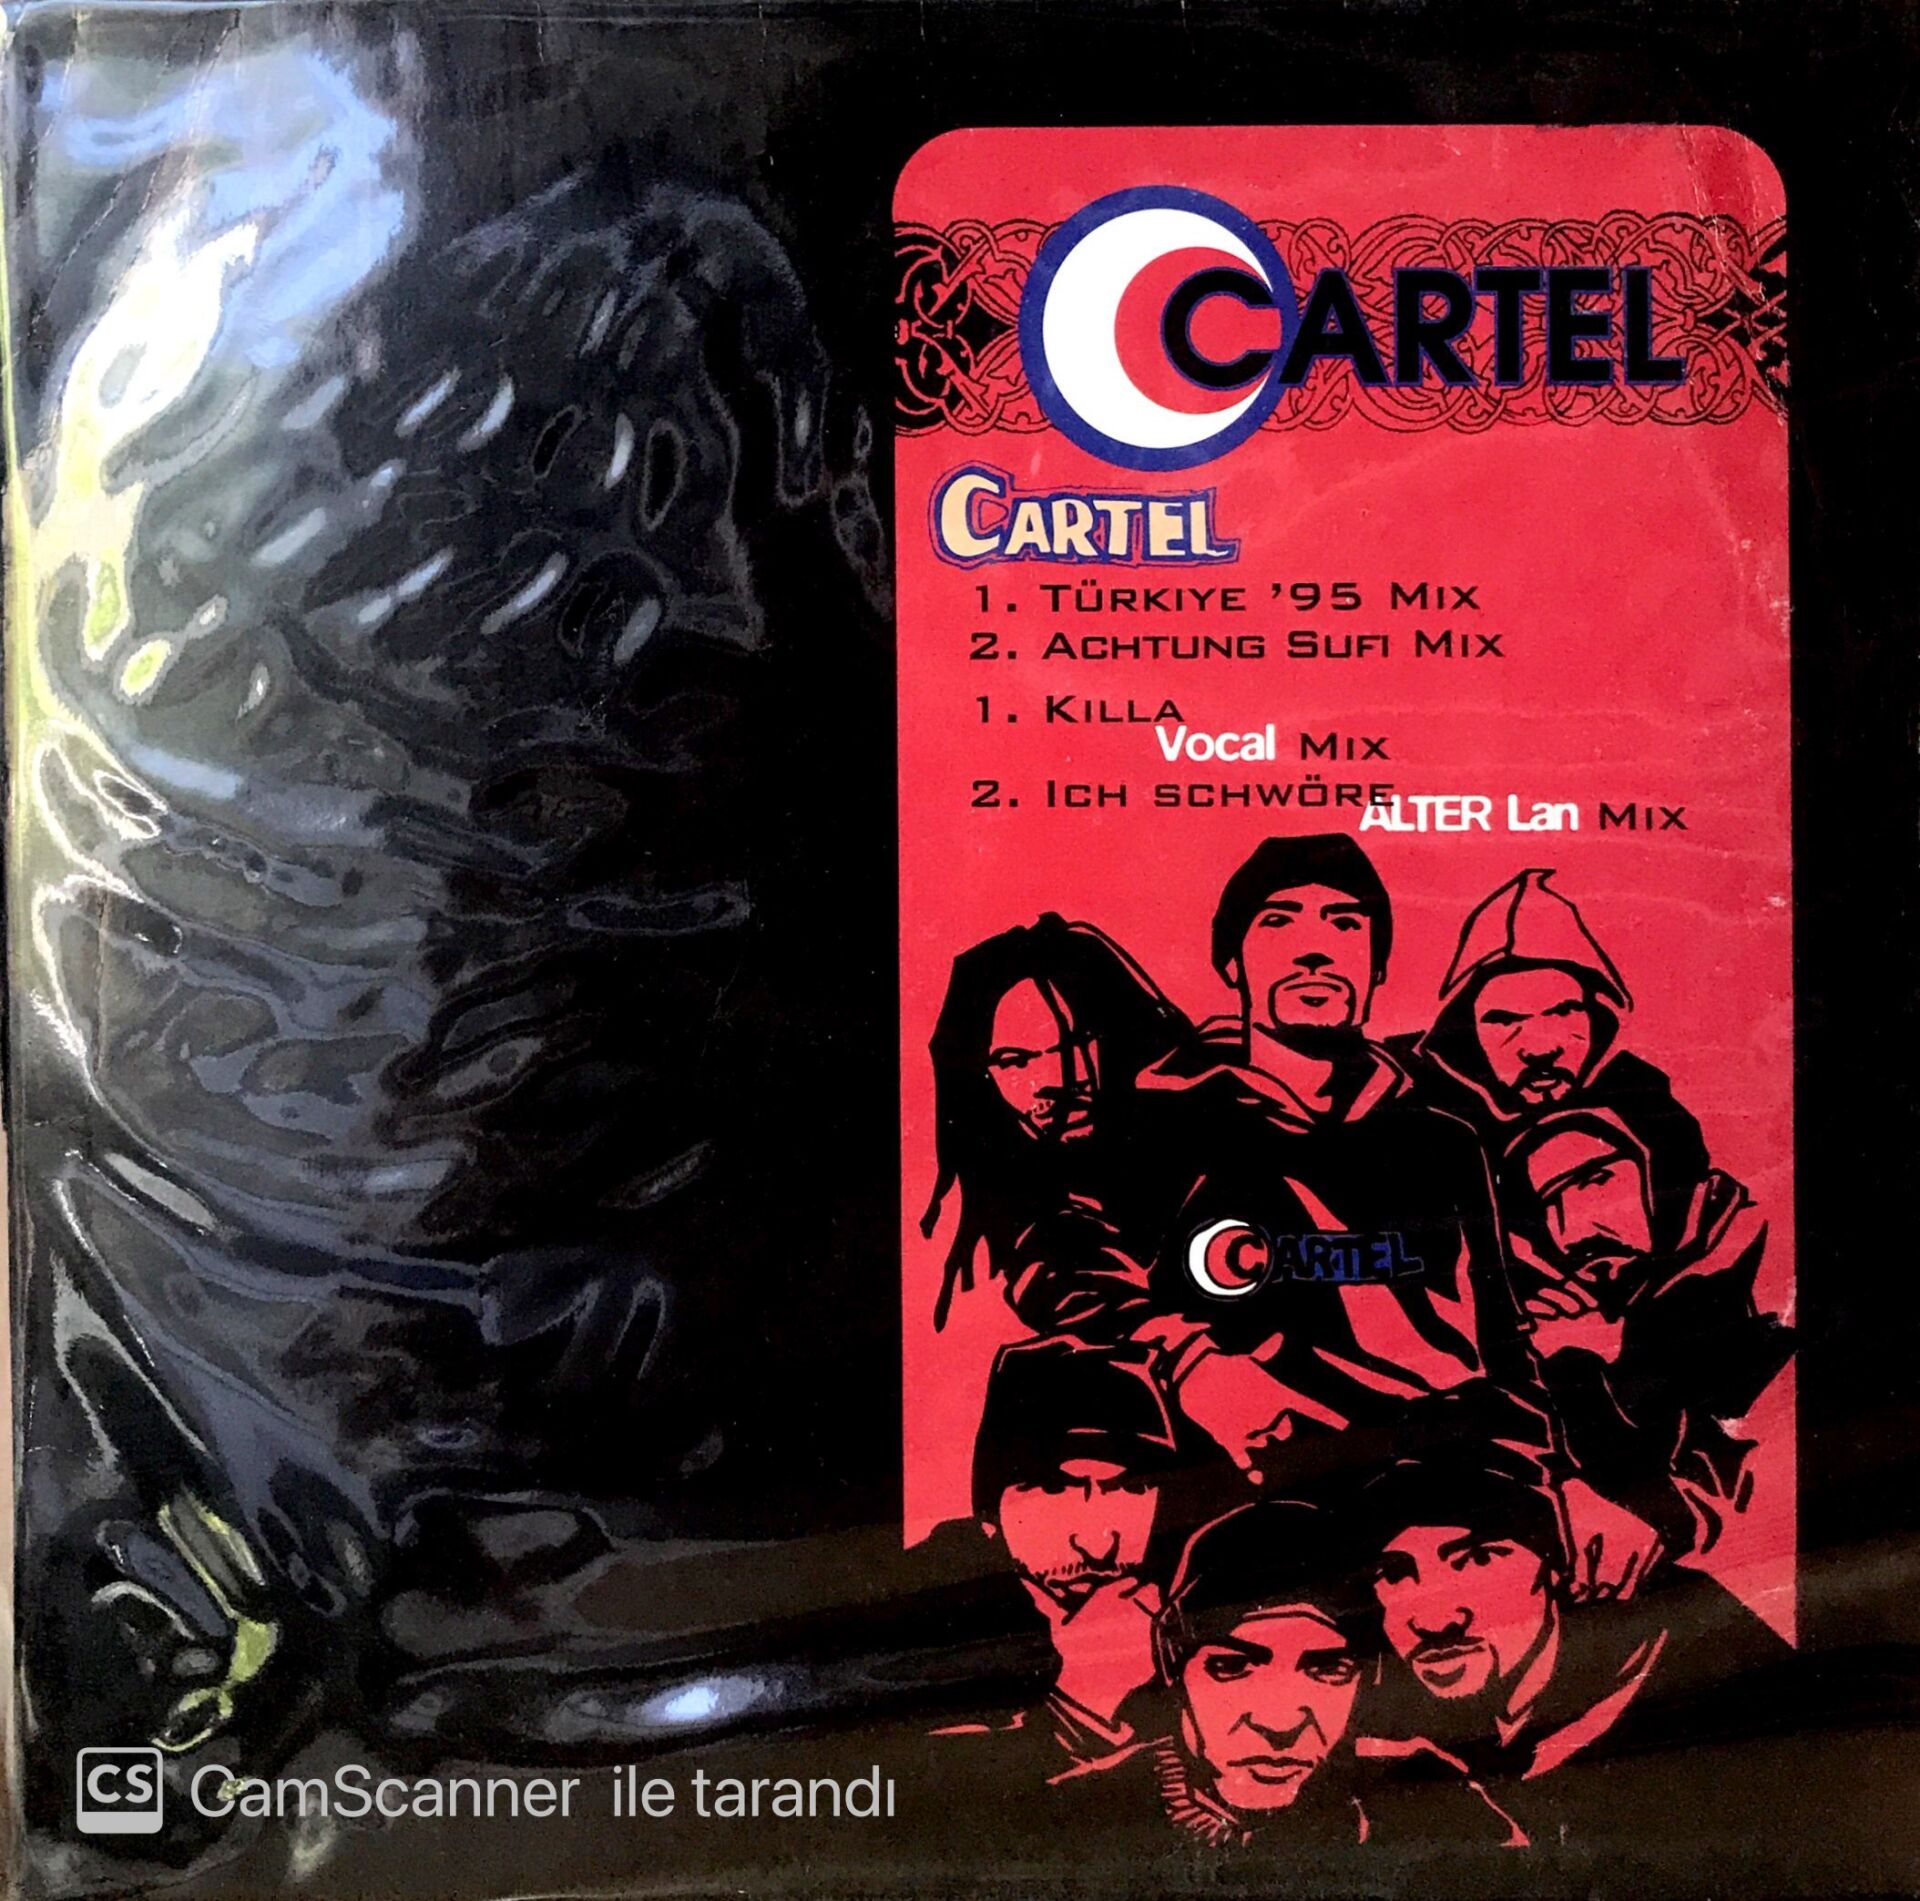 CARTEL
CARTEL
1. TÜRKIYE '95 MIX
2. ACHTUNG SUFI MIX
1. KILLA
Vocal MIX
2. ICH SCHWÖRE
ALTER Lan MIX
CARTEL
CS CamScanner ile tarandı